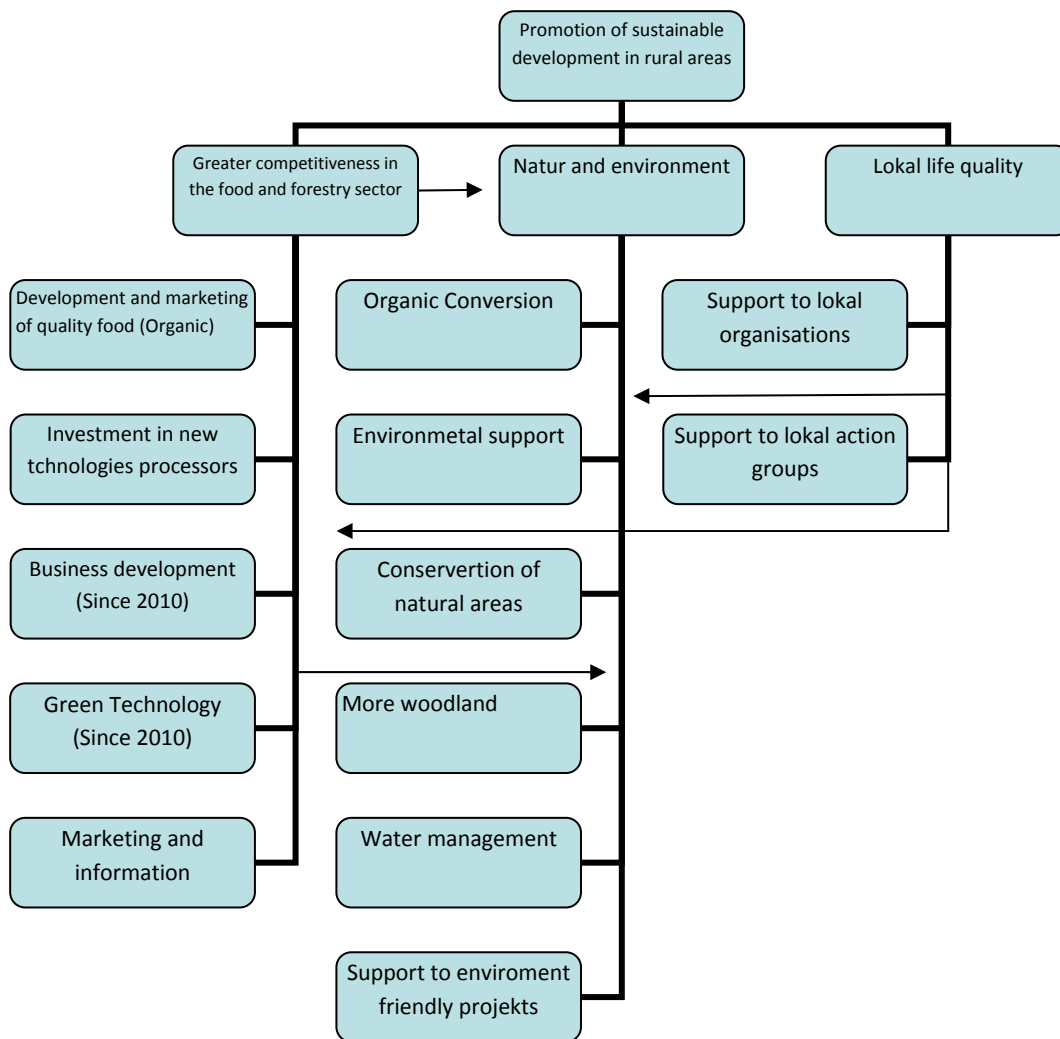 Promotion of sustainable
development in rural areas
Greater competitiveness in
the food and forestry sector
Natur and environment
Lokal life quality
Development and marketing
of quality food (Organic)
Organic Conversion
Support to lokal
organisations
Investment in new
tchnologies processors
Environmetal support
Support to lokal action
groups
Business development
(Since 2010)
Conservertion of
natural areas
Green Technology
(Since 2010)
More woodland
Marketing and
information
Water management
Support to enviroment
friendly projekts